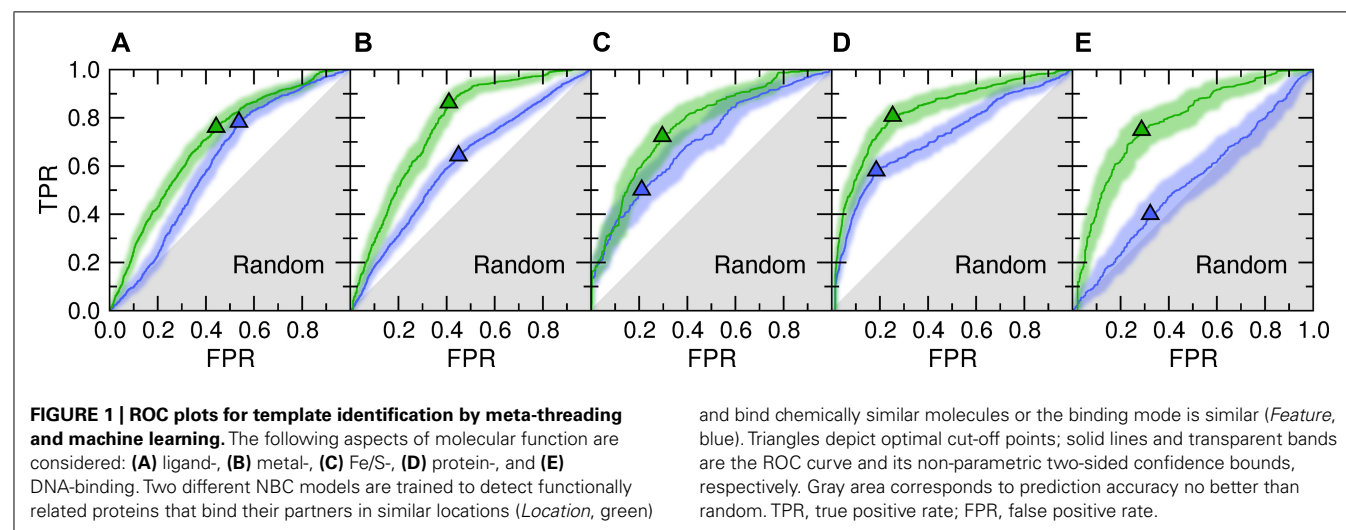 A B C D E
1.0
0.8
0.6
0.4
0.2
0.0
TPR
Random Random Random Random Random
0.0 0.2 0.4 0.6 0.8 0.2 0.4 0.6 0.8 0.2 0.4 0.6 0.8 0.2 0.4 0.6 0.8 0.2 0.4 0.6 0.8 1.0
FPR FPR FPR FPR FPR
FIGURE 1 | ROC plots for template identification by meta-threading
and machine learning. The following aspects of molecular function are
considered: (A) ligand-, (B) metal-, (C) Fe/S-, (D) protein-, and (E)
DNA-binding. Two different NBC models are trained to detect functionally
related proteins that bind their partners in similar locations (Location, green)
and bind chemically similar molecules or the binding mode is similar (Feature,
blue). Triangles depict optimal cut-off points; solid lines and transparent bands
are the ROC curve and its non-parametric two-sided confidence bounds,
respectively. Gray area corresponds to prediction accuracy no better than
random. TPR, true positive rate; FPR, false positive rate.